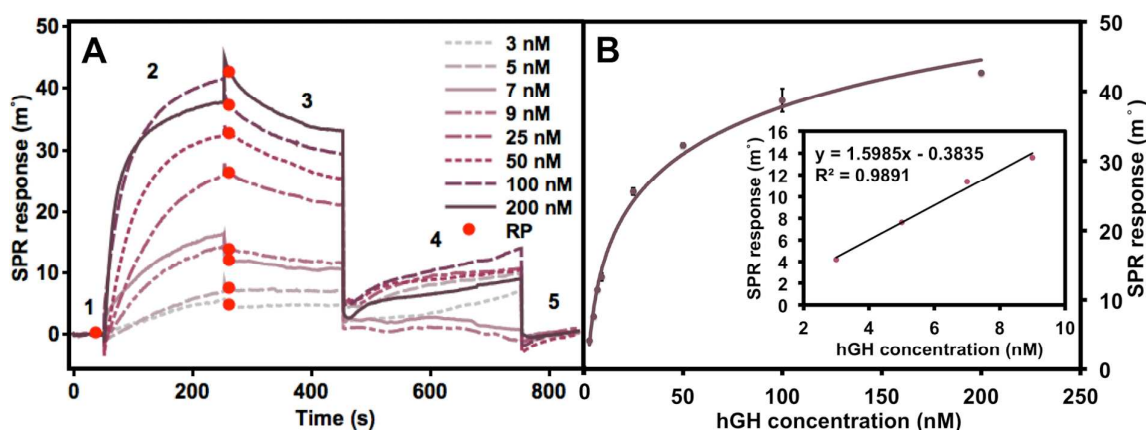 A
50
40
30
20
10
0
SPR response (m˚)
1
2
3
4
5
3 nM
5 nM
7 nM
9 nM
25 nM
50 nM
100 nM
200 nM
RP
0 200 400 600 800
Time (s)
B
50
40
30
20
10
0
SPR response (m˚)
50 100 150 200 250
hGH concentration (nM)
y = 1.5985x - 0.3835
R² = 0.9891
16
14
12
10
8
6
4
2
0
SPR response (m˚)
2 4 6 8 10
hGH concentration (nM)